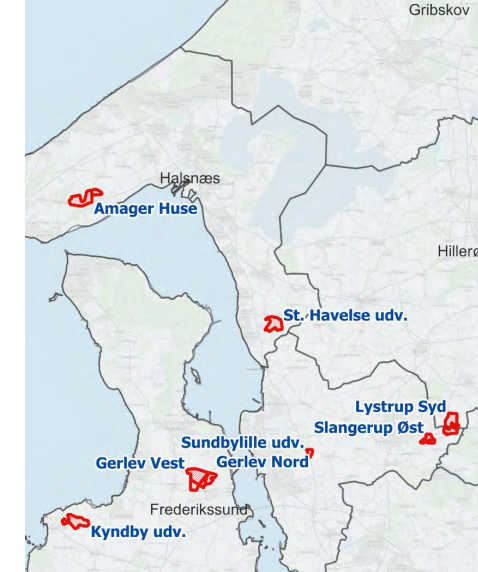 Gribskov
Halsnæs
Amager Huse
Hillerø
St. Havelse udv.
Lystrup Syd
Slangerup Øst
Sundbylille udv.
Gerlev Vest
Gerlev Nord
Frederikssund
Kyndby udv.